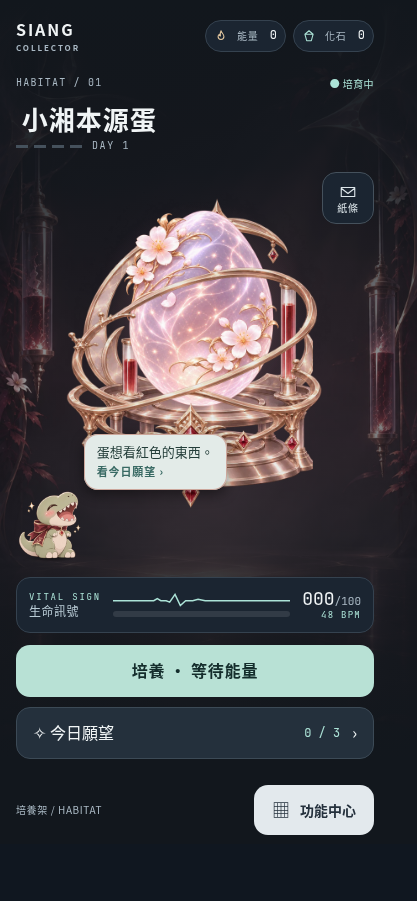 SIANG
COLLECTOR
能量 0
化石 0
HABITAT / 01
培育中
小湘本源蛋
DAY 1
紙條
蛋想看紅色的東西。
看今日願望 ›
VITAL SIGN
生命訊號
000/100
48 BPM
培養 · 等待能量
✧ 今日願望
0 / 3 ›
培養架 / HABITAT
功能中心